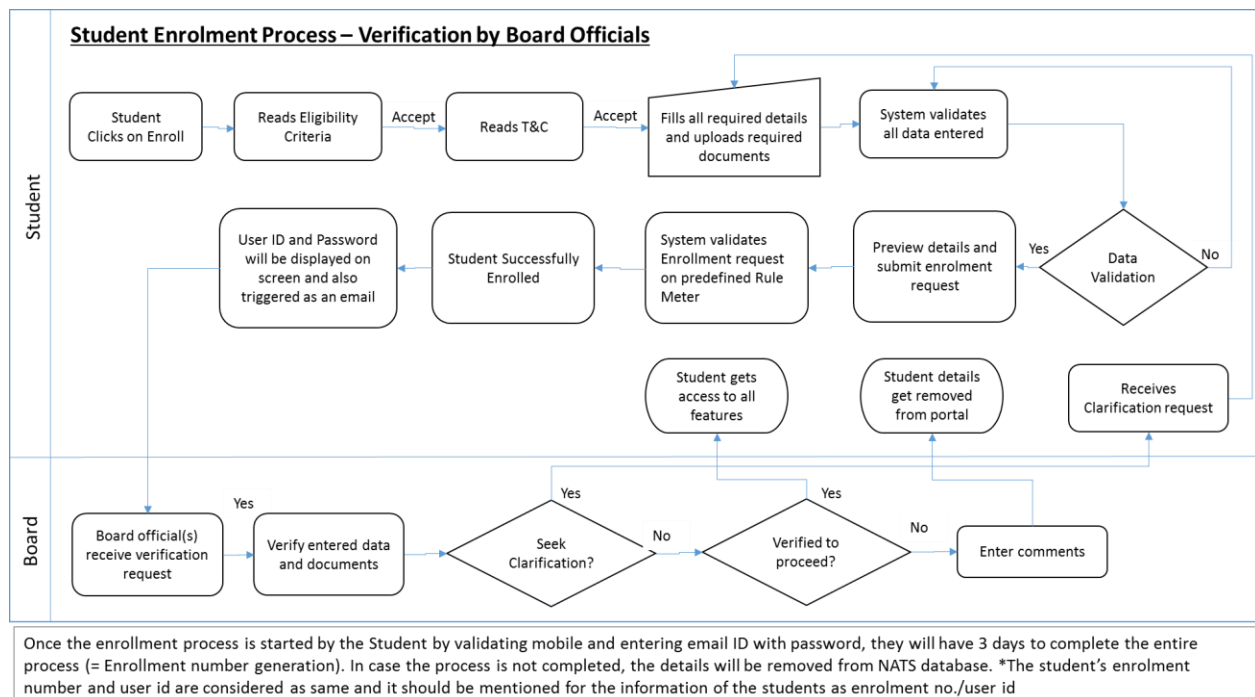 Student Enrolment Process – Verification by Board Officials
Student
Student
Clicks on Enroll
Reads Eligibility
Criteria
Accept
Reads T&C
Accept
Fills all required details
and uploads required
documents
System validates
all data entered
User ID and Password
will be displayed on
screen and also
triggered as an email
Student Successfully
Enrolled
System validates
Enrollment request
on predefined Rule
Meter
Preview details and
submit enrolment
request
Yes
Data
Validation
No
Student gets
access to all
features
Student details
get removed
from portal
Receives
Clarification request
Board
Board official(s)
receive verification
request
Yes
Verify entered data
and documents
Seek
Clarification?
Yes
No
Verified to
proceed?
Yes
No
Enter comments
Once the enrollment process is started by the Student by validating mobile and entering email ID with password, they will have 3 days to complete the entire
process (= Enrollment number generation). In case the process is not completed, the details will be removed from NATS database. *The student's enrolment
number and user id are considered as same and it should be mentioned for the information of the students as enrolment no./user id